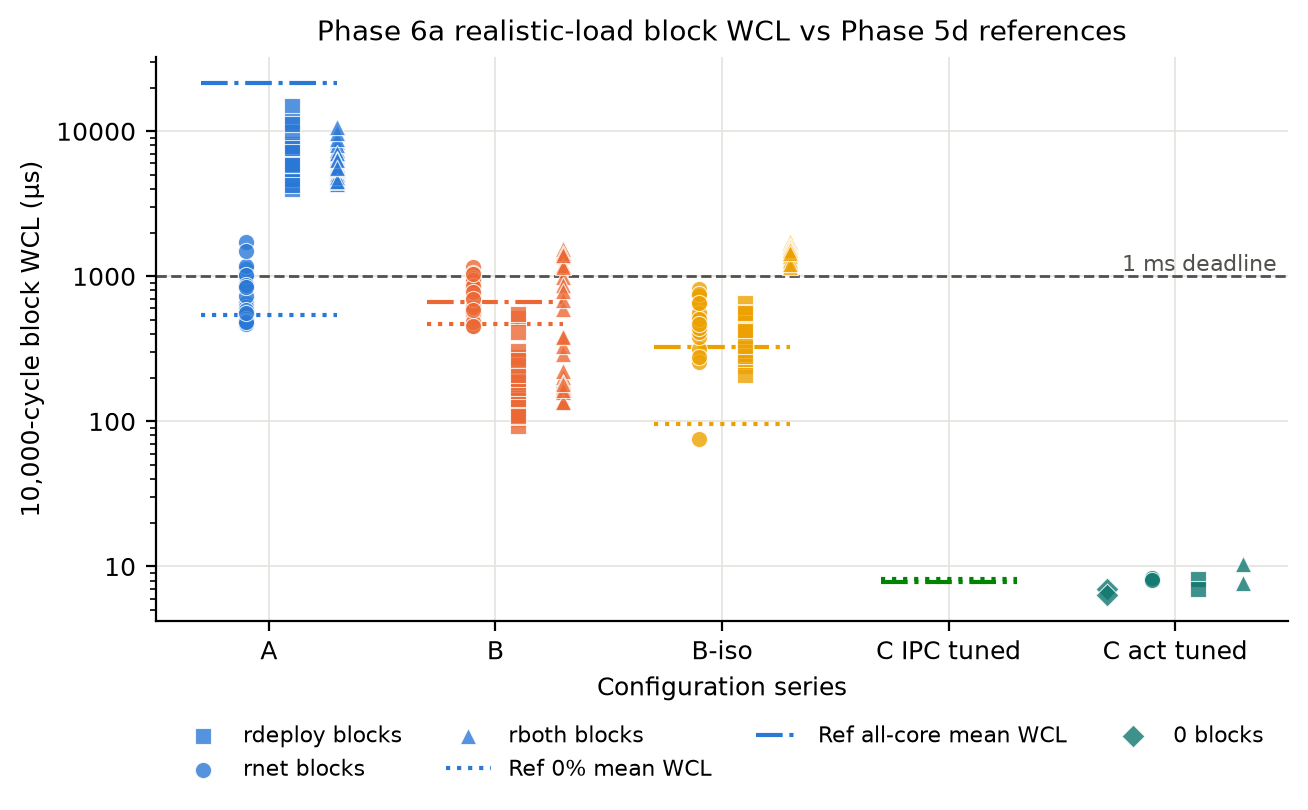 Phase 6a realistic-load block WCL vs Phase 5d references
10,000-cycle block WCL (µs)
10000
1000
100
10
1 ms deadline
A
B
B-iso
C IPC tuned
C act tuned
Configuration series
rdeploy blocks
rnet blocks
rboth blocks
Ref 0% mean WCL
Ref all-core mean WCL
0 blocks